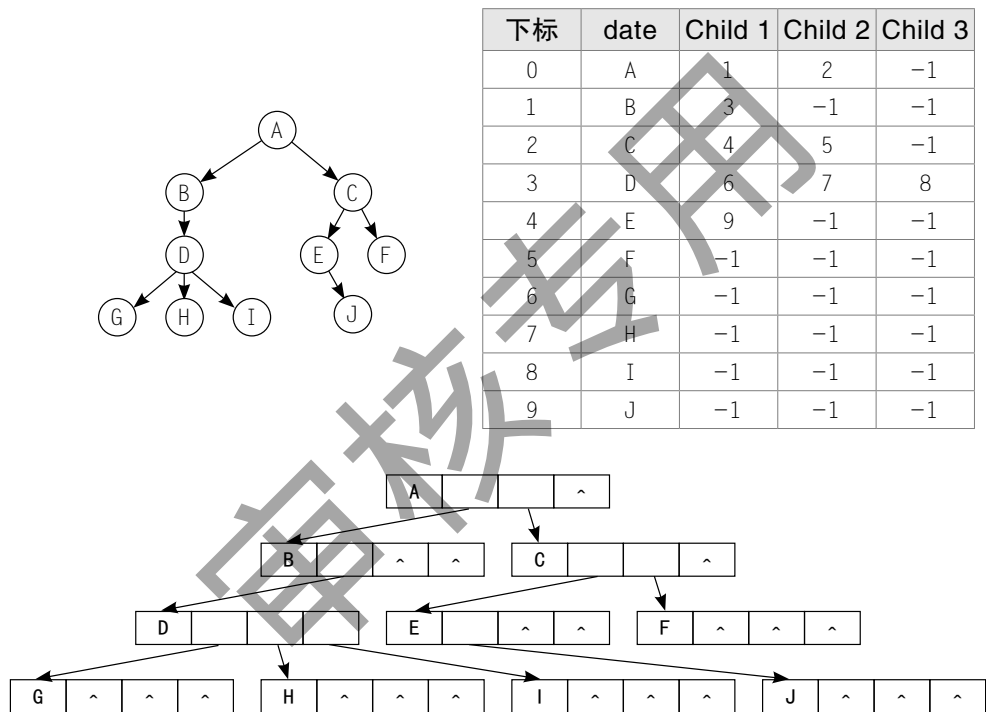 A
B
C
D
E
F
G
H
I
J
下标 date Child 1 Child 2 Child 3
0 A 1 2 −1
1 B 3 −1 −1
2 C 4 5 −1
3 D 6 7 8
4 E 9 −1 −1
5 F −1 −1 −1
6 G −1 −1 −1
7 H −1 −1 −1
8 I −1 −1 −1
9 J −1 −1 −1
A ^
B ^ ^ C ^
D E ^ ^ F ^ ^ ^
G ^ ^ ^ H ^ ^ ^ I ^ ^ ^ J ^ ^ ^
审核专用